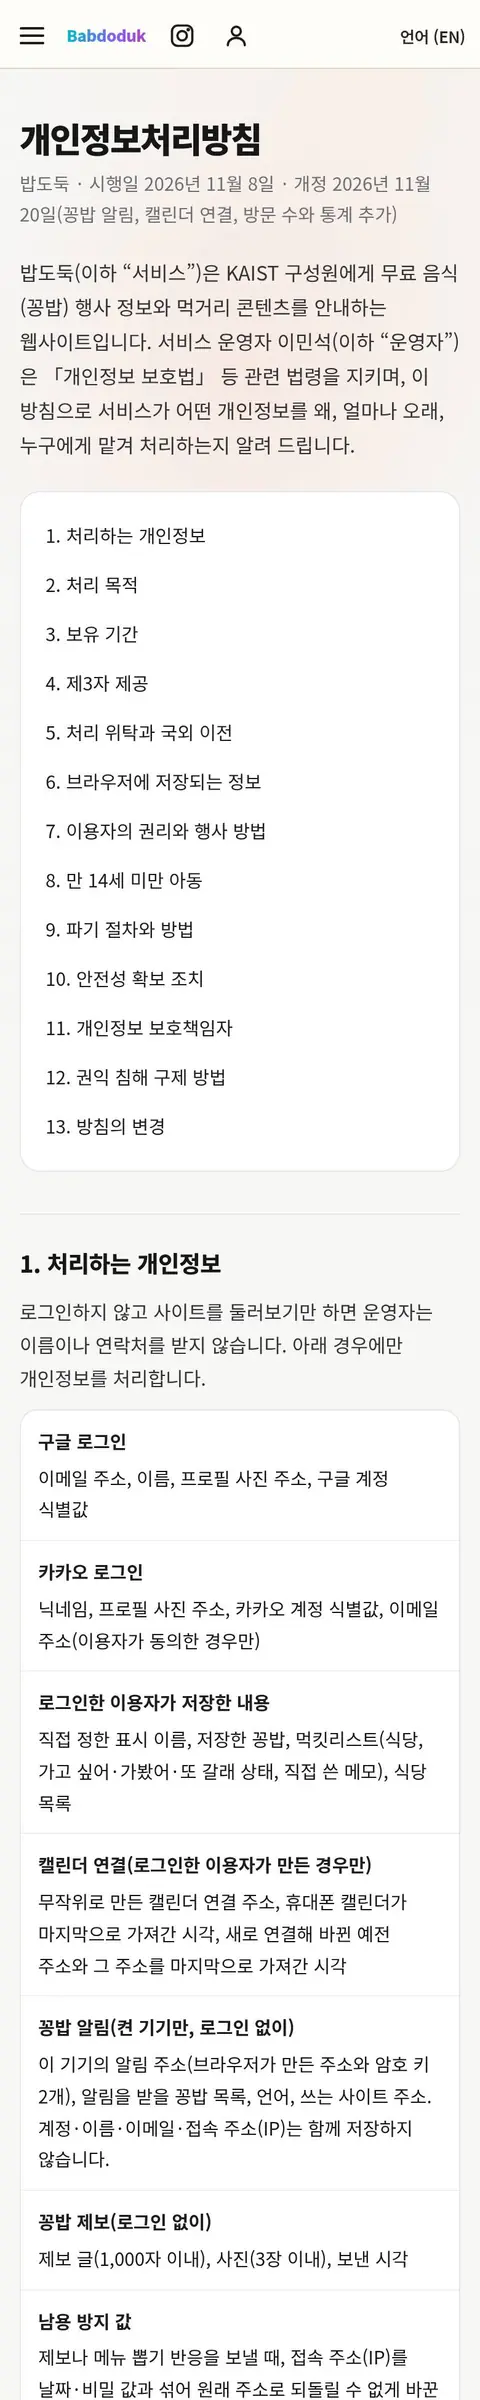 Babdoduk
언어 (EN)
개인정보처리방침
밥도둑 · 시행일 2026년 11월 8일 · 개정 2026년 11월
20일(꽁밥 알림, 캘린더 연결, 방문 수와 통계 추가)
밥도둑(이하 “서비스”)은 KAIST 구성원에게 무료 음식
(꽁밥) 행사 정보와 먹거리 콘텐츠를 안내하는
웹사이트입니다. 서비스 운영자 이민석(이하 “운영자”)
은 「개인정보 보호법」 등 관련 법령을 지키며, 이
방침으로 서비스가 어떤 개인정보를 왜, 얼마나 오래,
누구에게 맡겨 처리하는지 알려 드립니다.
1. 처리하는 개인정보
2. 처리 목적
3. 보유 기간
4. 제3자 제공
5. 처리 위탁과 국외 이전
6. 브라우저에 저장되는 정보
7. 이용자의 권리와 행사 방법
8. 만 14세 미만 아동
9. 파기 절차와 방법
10. 안전성 확보 조치
11. 개인정보 보호책임자
12. 권익 침해 구제 방법
13. 방침의 변경
1. 처리하는 개인정보
로그인하지 않고 사이트를 둘러보기만 하면 운영자는
이름이나 연락처를 받지 않습니다. 아래 경우에만
개인정보를 처리합니다.
구글 로그인
이메일 주소, 이름, 프로필 사진 주소, 구글 계정
식별값
카카오 로그인
닉네임, 프로필 사진 주소, 카카오 계정 식별값, 이메일
주소(이용자가 동의한 경우만)
로그인한 이용자가 저장한 내용
직접 정한 표시 이름, 저장한 꽁밥, 먹킷리스트(식당,
가고 싶어·가봤어·또 갈래 상태, 직접 쓴 메모), 식당
목록
캘린더 연결(로그인한 이용자가 만든 경우만)
무작위로 만든 캘린더 연결 주소, 휴대폰 캘린더가
마지막으로 가져간 시각, 새로 연결해 바뀐 예전
주소와 그 주소를 마지막으로 가져간 시각
꽁밥 알림(켠 기기만, 로그인 없이)
이 기기의 알림 주소(브라우저가 만든 주소와 암호 키
2개), 알림을 받을 꽁밥 목록, 언어, 쓰는 사이트 주소.
계정·이름·이메일·접속 주소(IP)는 함께 저장하지
않습니다.
꽁밥 제보(로그인 없이)
제보 글(1,000자 이내), 사진(3장 이내), 보낸 시각
남용 방지 값
제보나 메뉴 뽑기 반응을 보낼 때, 접속 주소(IP)를
날짜·비밀 값과 섞어 원래 주소로 되돌릴 수 없게 바꾼